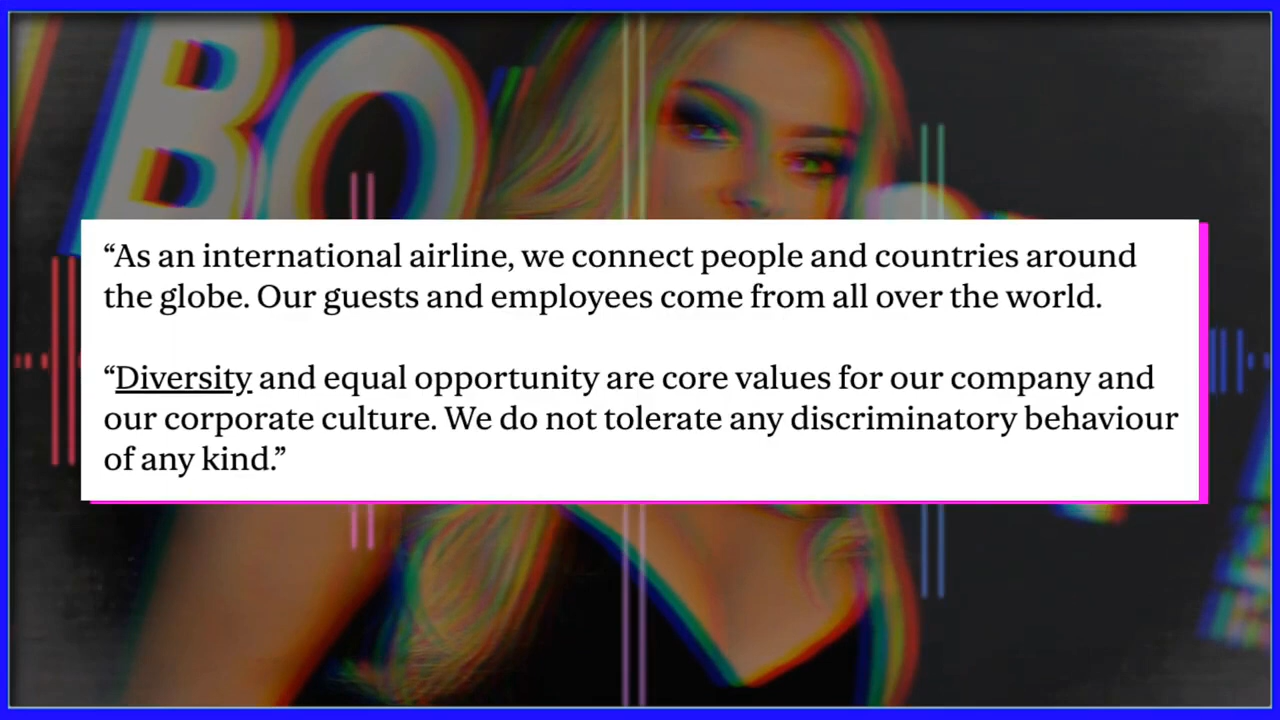 BO
“As an international airline, we connect people and countries around
the globe. Our guests and employees come from all over the world.
“Diversity and equal opportunity are core values for our company and
our corporate culture. We do not tolerate any discriminatory behaviour
of any kind.”